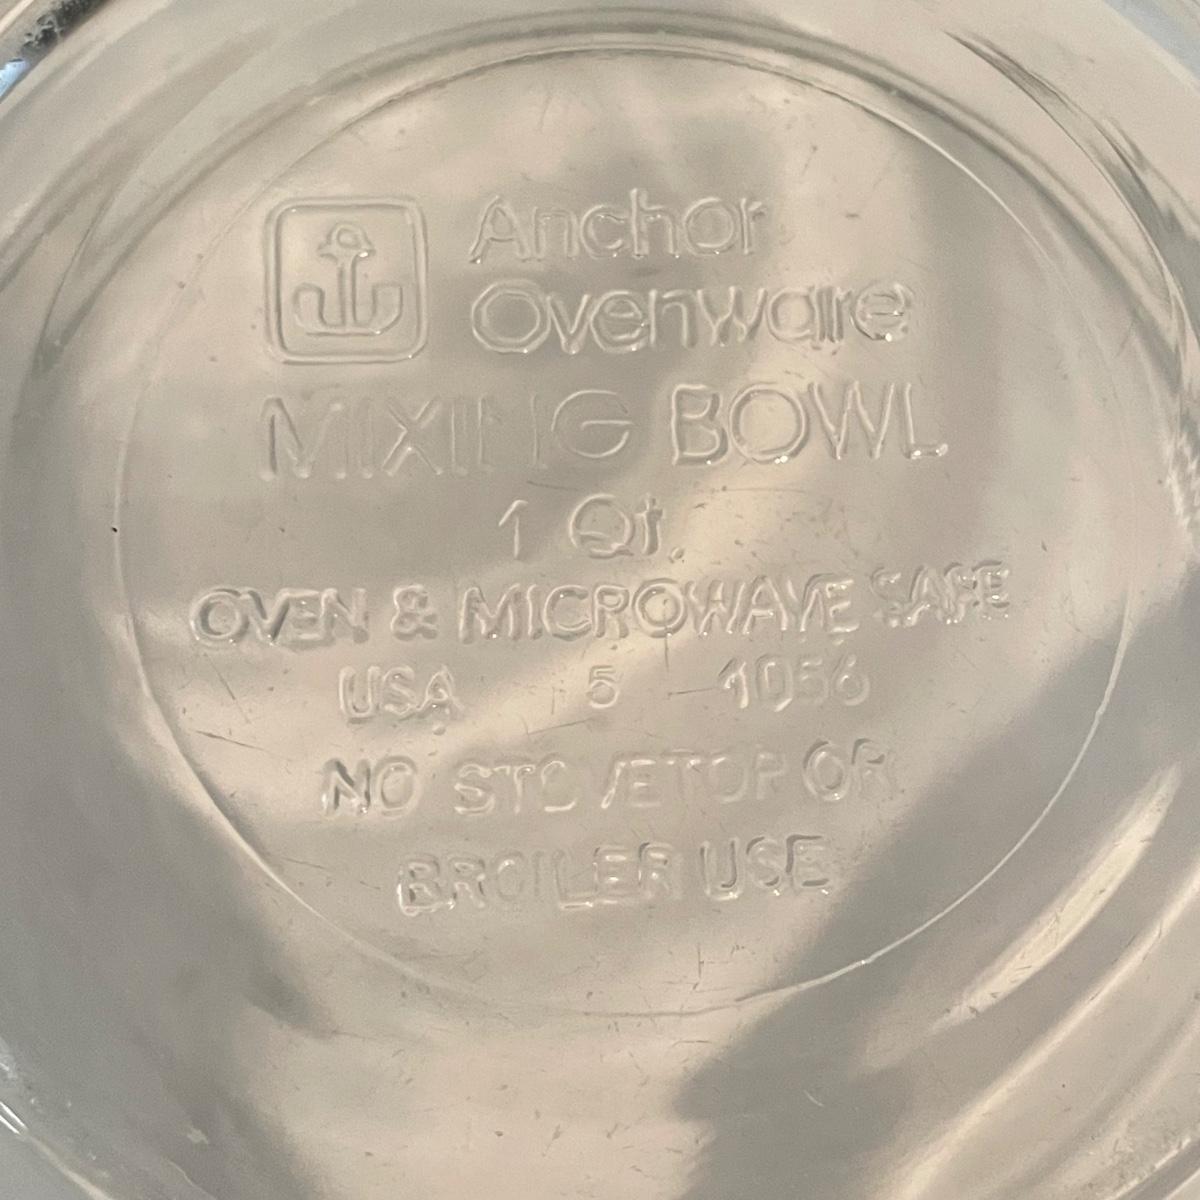 Anchor
Ovenware
MIXING BOWL
1 Qt.
OVEN & MICROWAVE SAFE
USA 5 1056
NO STOVETOP OR
BROILER USE